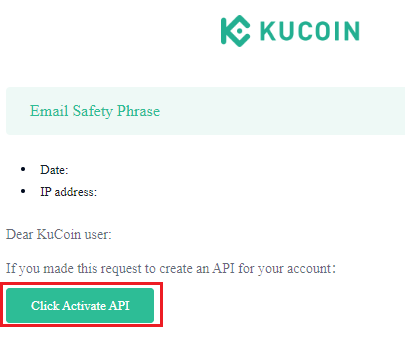 KUCOIN
Email Safety Phrase
Date:
IP address:
Dear KuCoin user:
If you made this request to create an API for your account：
Click Activate API